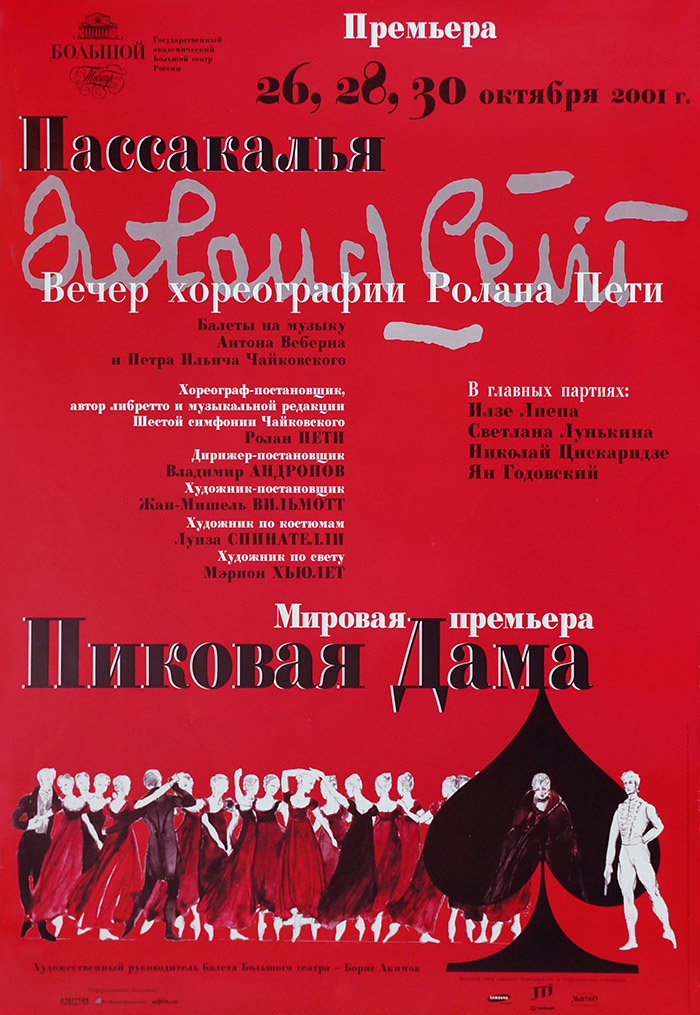 Премьера
БОЛЬШОЙ
Театр
Государственный
академический
Большой театр
России
26, 28, 30 октября 2001 г.
Пассакалья
Вечер хореографии Ролана Пети
Балеты на музыку
Антона Веберна
и Петра Ильича Чайковского
Хореограф-постановщик,
автор либретто и музыкальной редакции
Шестой симфонии Чайковского
Ролан ПЕТИ
Дирижер-постановщик
Владимир АНДРОПОВ
Художник-постановщик
Жан-Мишель ВИЛЬМОТТ
Художник по костюмам
Луиза СПИНАТЕЛЛИ
Художник по свету
Мэрион ХЬЮЛЕТ
В главных партиях:
Илзе Лиепа
Светлана Лунькина
Николай Цискаридзе
Ян Годовский
Мировая премьера
Пиковая Дама
Художественный руководитель балета Большого театра – Борис Акимов
SAMSUNG
JTI
Marriott